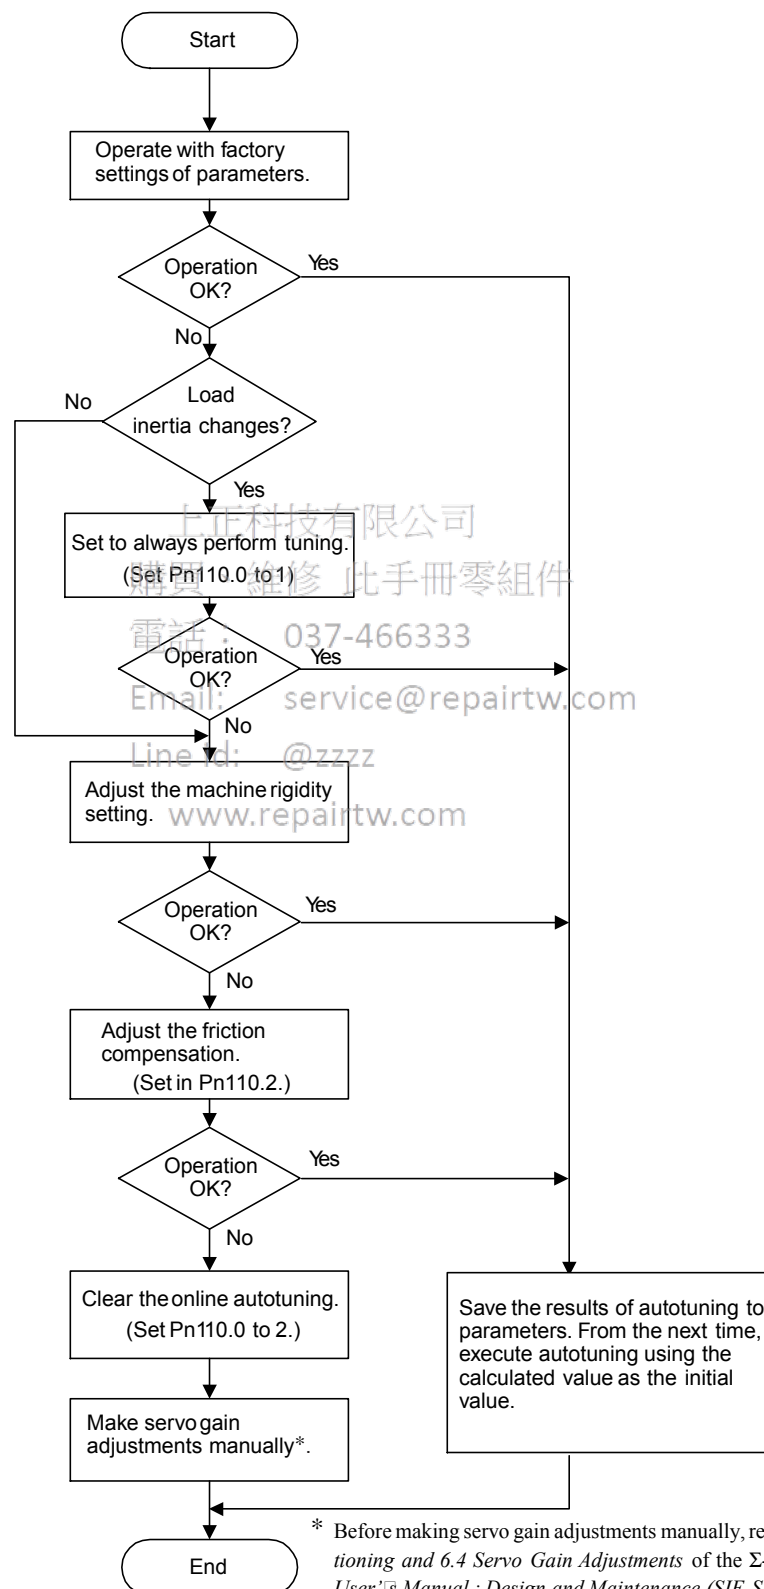 Start
Operate with factory
settings of parameters.
Operation
OK?
Yes
No
Load
inertia changes?
No
Yes
上正科技有限公司
Set to always perform tuning.
(Set Pn110.0 to 1)
購買 維修 此手冊零組件
電話： 037-466333
Operation
OK?
Yes
Email: service@repairtw.com
No
Line Id: @zzzz
Adjust the machine rigidity
setting.
www.repairtw.com
Operation
OK?
Yes
No
Adjust the friction
compensation.
(Set in Pn110.2.)
Operation
OK?
Yes
No
Clear the online autotuning.
(Set Pn110.0 to 2.)
Save the results of autotuning to
parameters. From the next time,
execute autotuning using the
calculated value as the initial
value.
Make servo gain
adjustments manually*.
* Before making servo gain adjustments manually, re
tioning and 6.4 Servo Gain Adjustments of the Σ-
End
User's Manual : Design and Maintenance (SIE-S